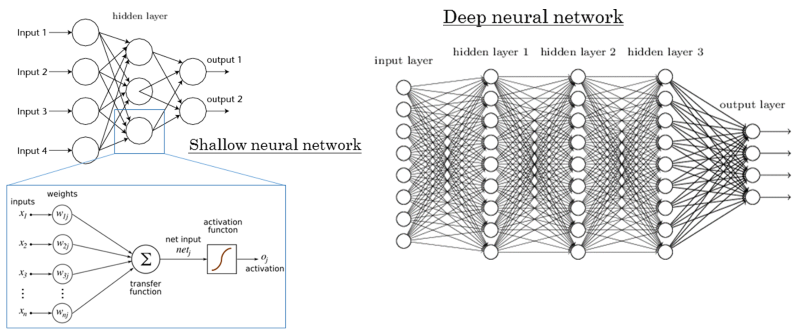 hidden layer
Input 1
Input 2
Input 3
Input 4
output 1
output 2
Shallow neural network
inputs
weights
x1
x2
x3
xn
w1j
w2j
w3j
wnj
Σ
transfer
function
net input
netj
activation
functon
oj
activation
Deep neural network
input layer
hidden layer 1
hidden layer 2
hidden layer 3
output layer